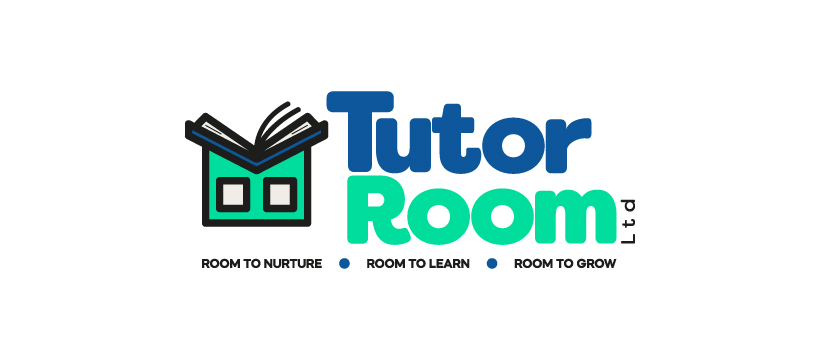 Tutor
Room
Ltd
ROOM TO NURTURE • ROOM TO LEARN • ROOM TO GROW